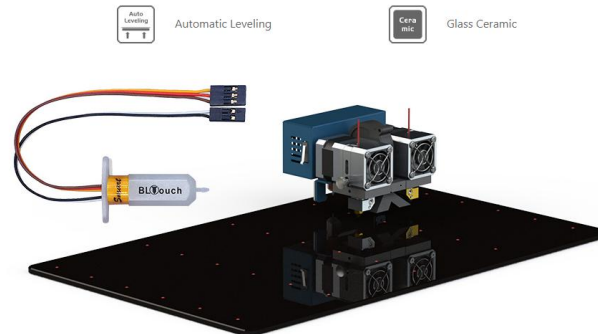 Auto
Leveling
Automatic Leveling
Cera
mic
Glass Ceramic
BLTouch